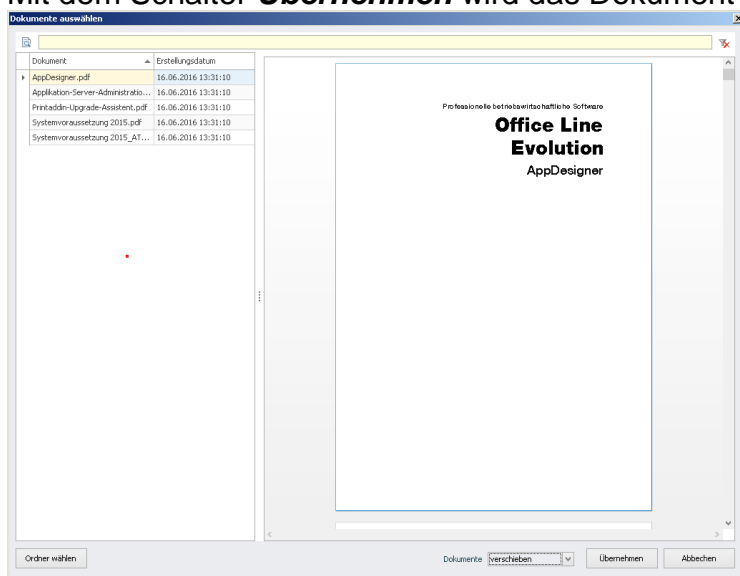 Mit dem Schalter Übernehmen wird das Dokument
Dokumente auswählen
Dokument Erstellungsdatum
AppDesigner.pdf 16.06.2016 13:31:10
Applikation-Server-Administratio... 16.06.2016 13:31:10
Printaddin-Upgrade-Assistent.pdf 16.06.2016 13:31:10
Systemvoraussetzung 2015.pdf 16.06.2016 13:31:10
Systemvoraussetzung 2015_AT... 16.06.2016 13:31:10
Professionelle betriebswirtschaftliche Software
Office Line
Evolution
AppDesigner
Ordner wählen
Dokumente verschieben Übernehmen Abbechen